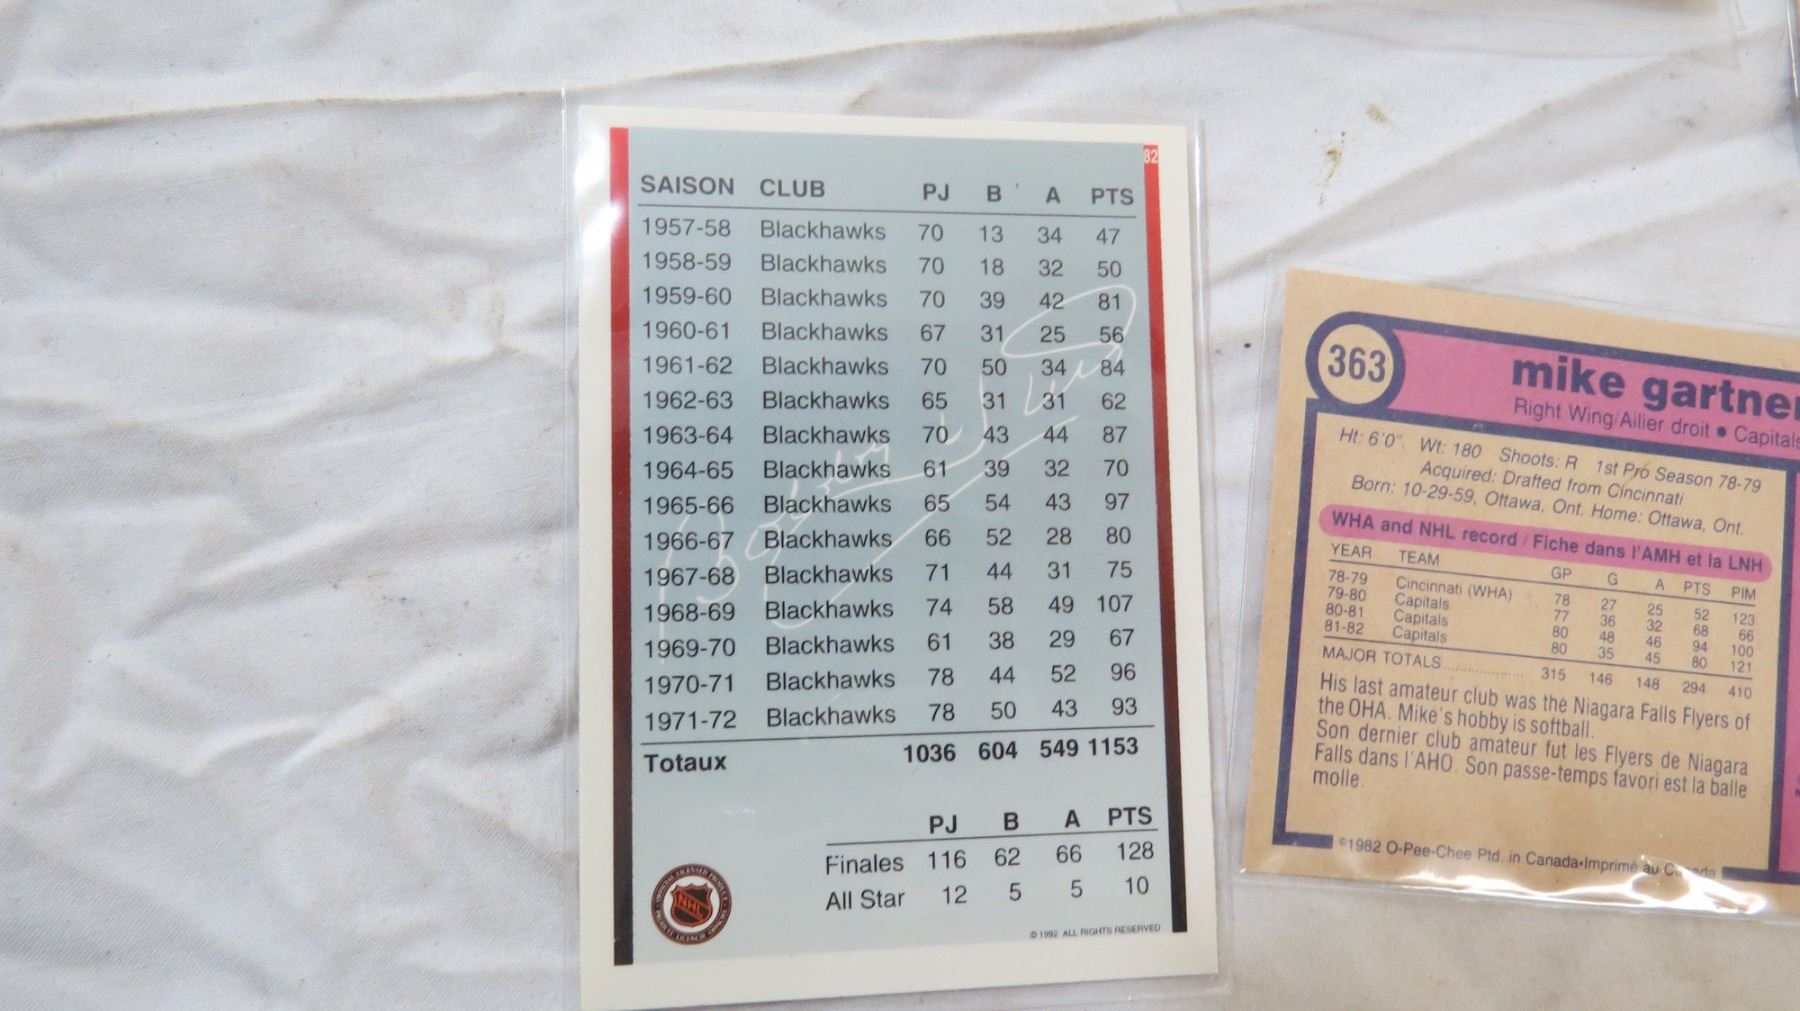 82
SAISON CLUB PJ B A PTS
1957-58 Blackhawks 70 13 34 47
1958-59 Blackhawks 70 18 32 50
1959-60 Blackhawks 70 39 42 81
1960-61 Blackhawks 67 31 25 56
1961-62 Blackhawks 70 50 34 84
1962-63 Blackhawks 65 31 31 62
1963-64 Blackhawks 70 43 44 87
1964-65 Blackhawks 61 39 32 70
1965-66 Blackhawks 65 54 43 97
1966-67 Blackhawks 66 52 28 80
1967-68 Blackhawks 71 44 31 75
1968-69 Blackhawks 74 58 49 107
1969-70 Blackhawks 61 38 29 67
1970-71 Blackhawks 78 44 52 96
1971-72 Blackhawks 78 50 43 93
Totaux 1036 604 549 1153
PJ B A PTS
Finales 116 62 66 128
All Star 12 5 5 10
NHL
© 1992 ALL RIGHTS RESERVED
363
mike gartner
Right Wing/Ailier droit • Capitals
Ht: 6'0". Wt: 180 Shoots: R 1st Pro Season 78-79
Acquired: Drafted from Cincinnati
Born: 10-29-59, Ottawa, Ont. Home: Ottawa, Ont.
WHA and NHL record / Fiche dans l'AMH et la LNH
YEAR TEAM GP G A PTS PIM
78-79 Cincinnati (WHA) 78 27 25 52 123
79-80 Capitals 77 36 32 68 66
80-81 Capitals 80 48 46 94 100
81-82 Capitals 80 35 45 80 121
MAJOR TOTALS 315 146 148 294 410
His last amateur club was the Niagara Falls Flyers of
the OHA. Mike's hobby is softball.
Son dernier club amateur fut les Flyers de Niagara
Falls dans l'AHO. Son passe-temps favori est la balle
molle.
©1982 O-Pee-Chee Ptd. in Canada•Imprimé au Canada